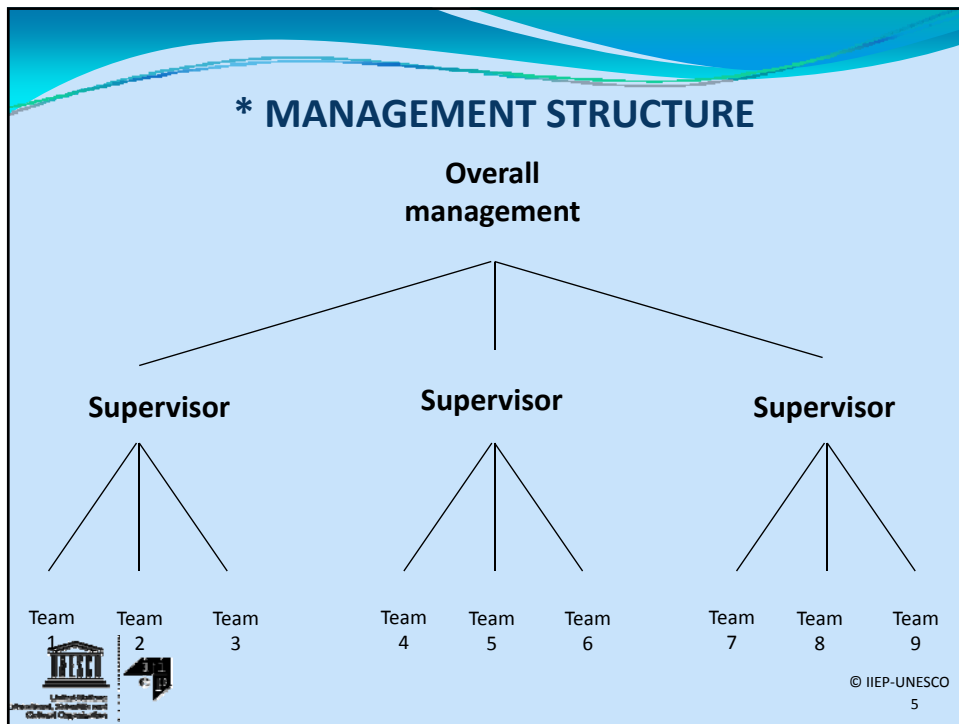 * MANAGEMENT STRUCTURE
Overall
management
Supervisor Supervisor Supervisor
Team Team Team Team Team Team Team Team Team
1 2 3 4 5 6 7 8 9
© IIEP-UNESCO
5